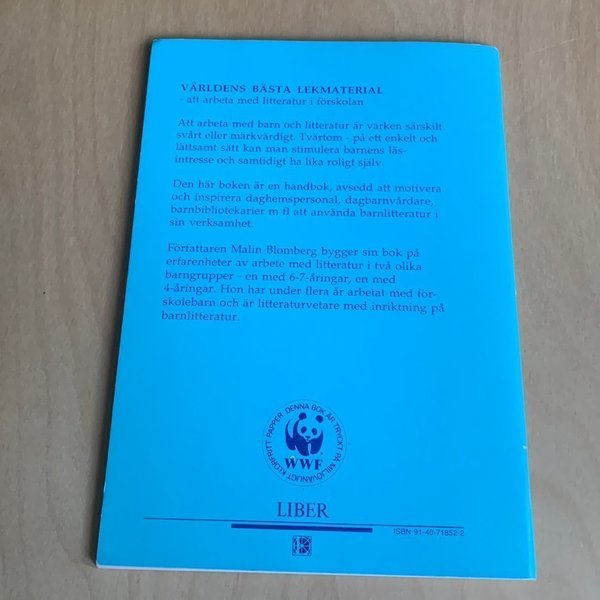 VÄRLDENS BÄSTA LEKMATERIAL
- att arbeta med litteratur i förskolan
Att arbeta med barn och litteratur är varken särskilt
svårt eller märkvärdigt. Tvärtom - på ett enkelt och
lättsamt sätt kan man stimulera barnens läs-
intresse och samtidigt ha lika roligt själv.
Den här boken är en handbok, avsedd att motivera
och inspirera daghemspersonal, dagbarnvårdare,
barnbibliotekarier m fl att använda barnlitteratur i
sin verksamhet.
Författaren Malin Blomberg bygger sin bok på
erfarenheter av arbete med litteratur i två olika
barngrupper - en med 6-7-åringar, en med
4-åringar. Hon har under flera år arbetat med för-
skolebarn och är litteraturvetare med inriktning på
barnlitteratur.
DENNA BOK ÄR TRYCKT PÅ MILJÖVÄNLIGT KLORFRITT PAPPER
WWF
LIBER
ISBN 91-40-71852-2